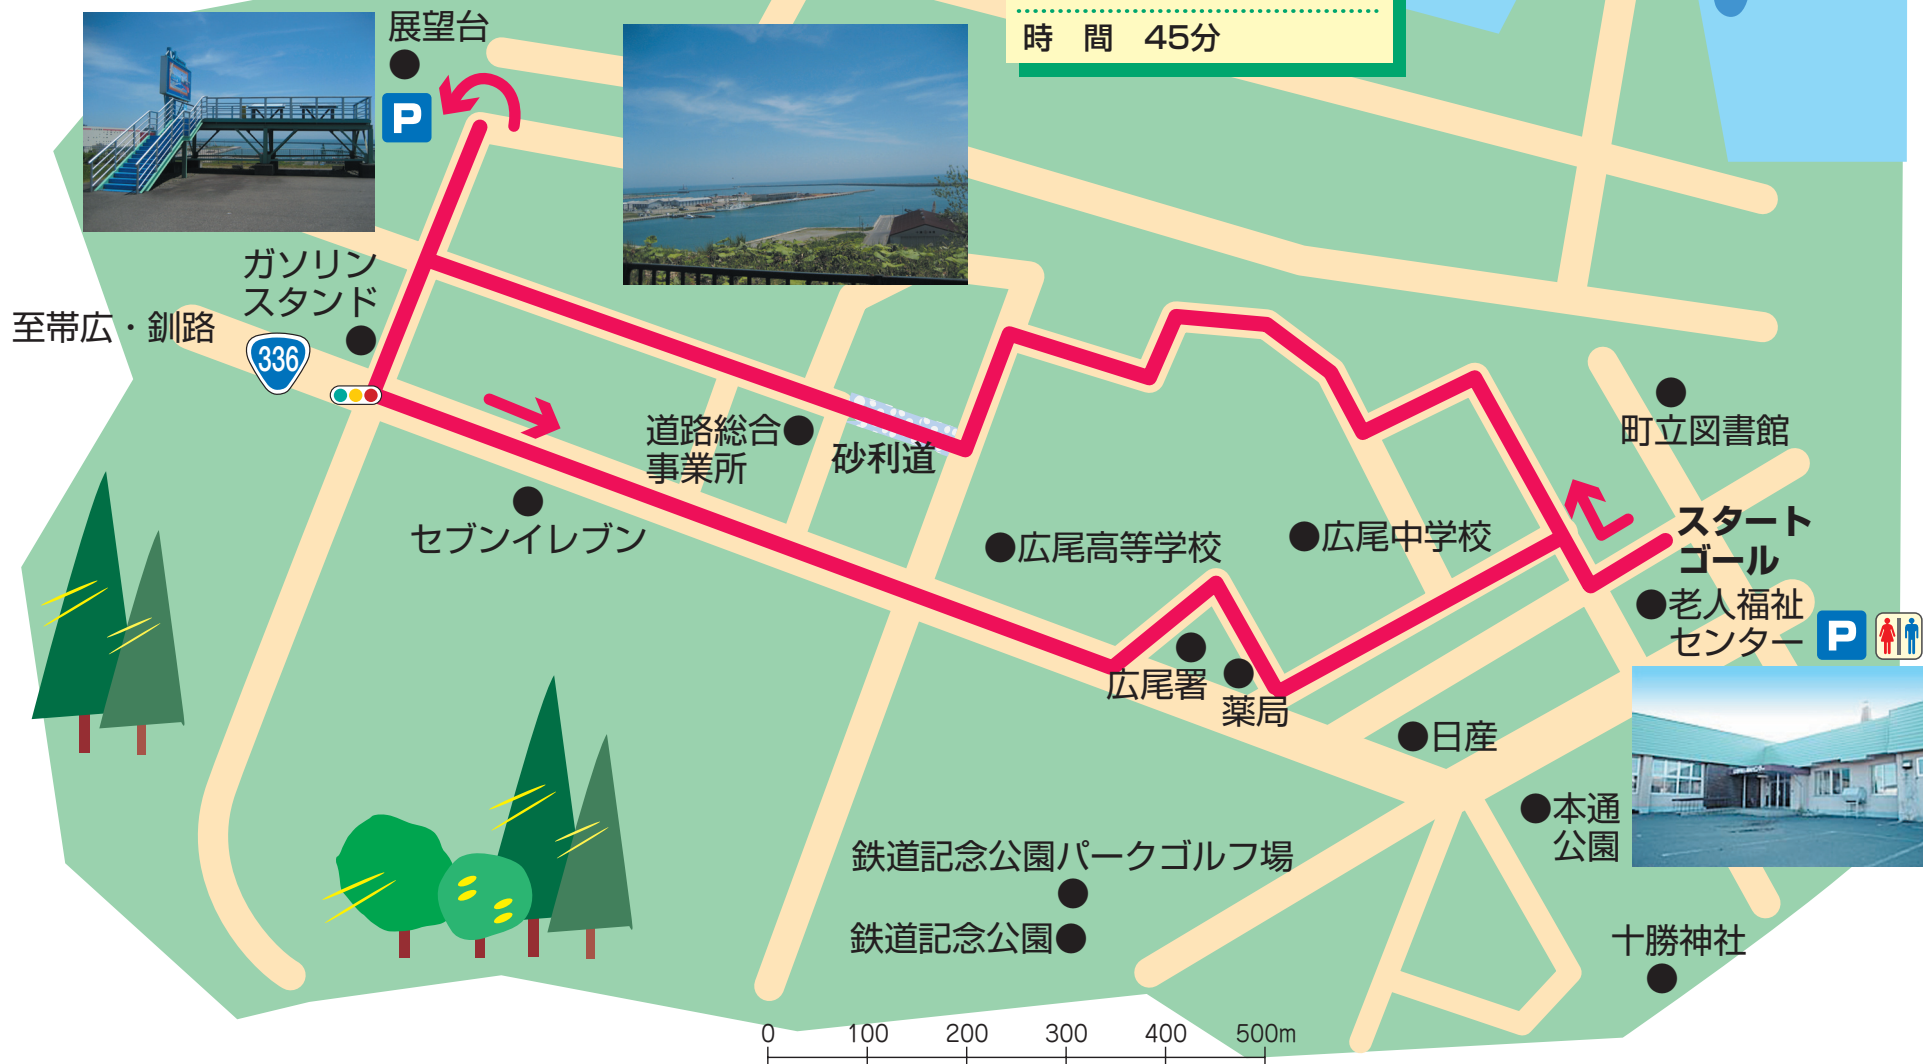 時　間　45分
展望台
P
ガソリン
スタンド
至帯広・釧路
336
道路総合
事業所
砂利道
セブンイレブン
町立図書館
広尾高等学校
広尾中学校
スタート
ゴール
老人福祉
センター
P
広尾署
薬局
日産
本通
公園
鉄道記念公園パークゴルフ場
鉄道記念公園
十勝神社
0 100 200 300 400 500m